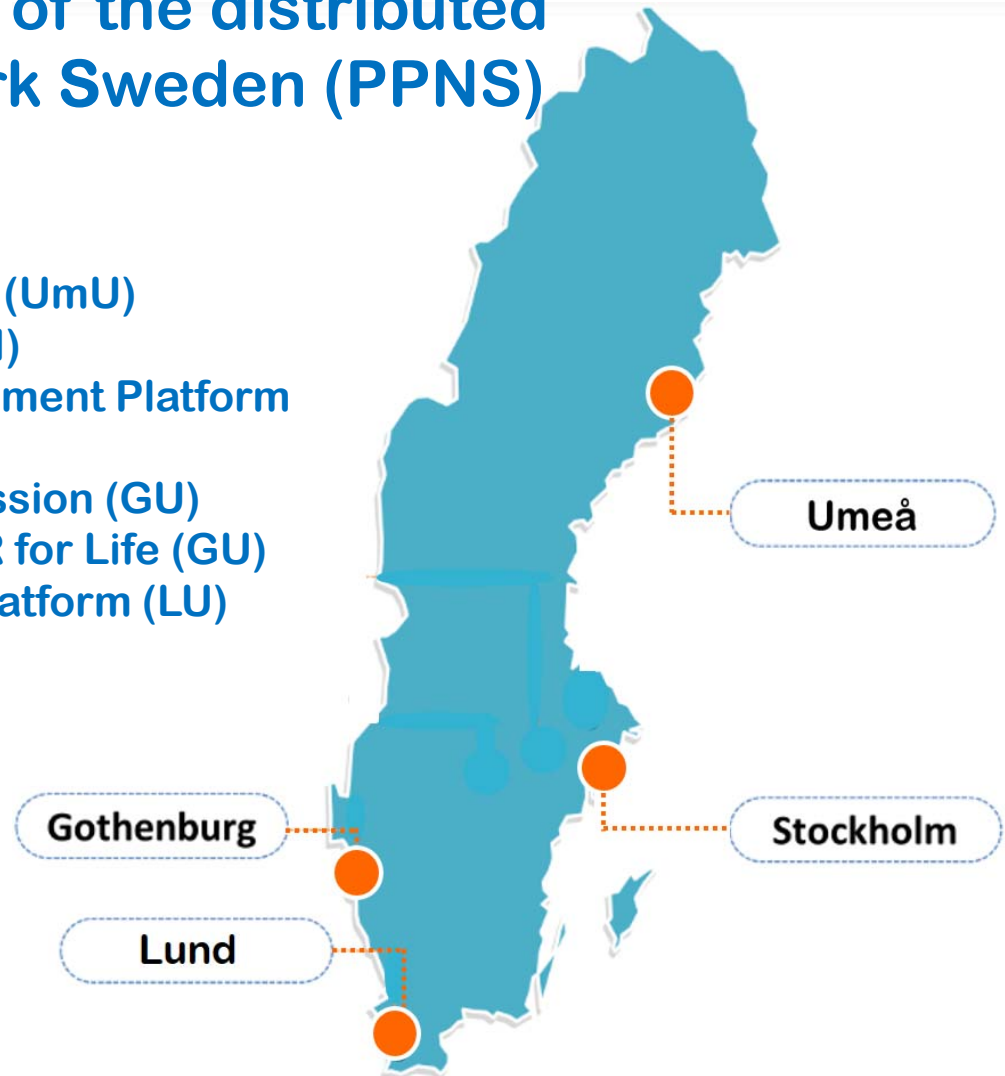 of the distributed
rk Sweden (PPNS)
(UmU)
)
ment Platform
ssion (GU)
for Life (GU)
atform (LU)
Umeå
Gothenburg
Stockholm
Lund